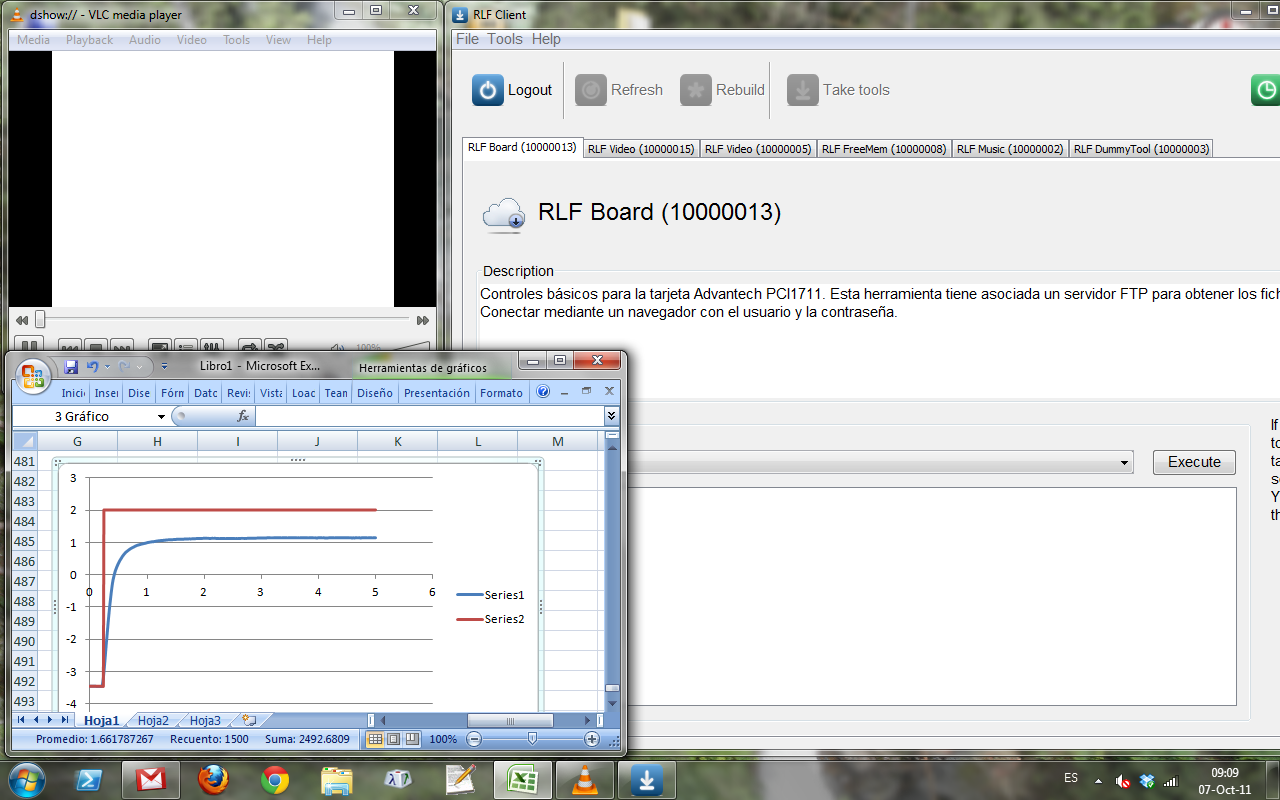 dshow:// - VLC media player
Media Playback Audio Video Tools View Help
100%
RLF Client
File Tools Help
Logout Refresh Rebuild Take tools
RLF Board (10000013) RLF Video (10000015) RLF Video (10000005) RLF FreeMem (10000008) RLF Music (10000002) RLF DummyTool (10000003)
RLF Board (10000013)
Description
Controles básicos para la tarjeta Advantech PCI1711. Esta herramienta tiene asociada un servidor FTP para obtener los fich
Conectar mediante un navegador con el usuario y la contraseña.
Execute
If
to
ta
se
Y
th
Libro1 - Microsoft Ex... Herramientas de gráficos
Inici Inser Dise Fórm Datc Revi: Vista Loac Tean Diseño Presentación Formato
3 Gráfico fx
G H I J K L M
481
482
483
484
485
486
487
488
489
490
491
492
493
3
2
1
0
-1
-2
-3
-4
0 1 2 3 4 5 6
Series1
Series2
Hoja1 Hoja2 Hoja3
Promedio: 1.661787267 Recuento: 1500 Suma: 2492.6809 100%
ES
09:09
07-Oct-11